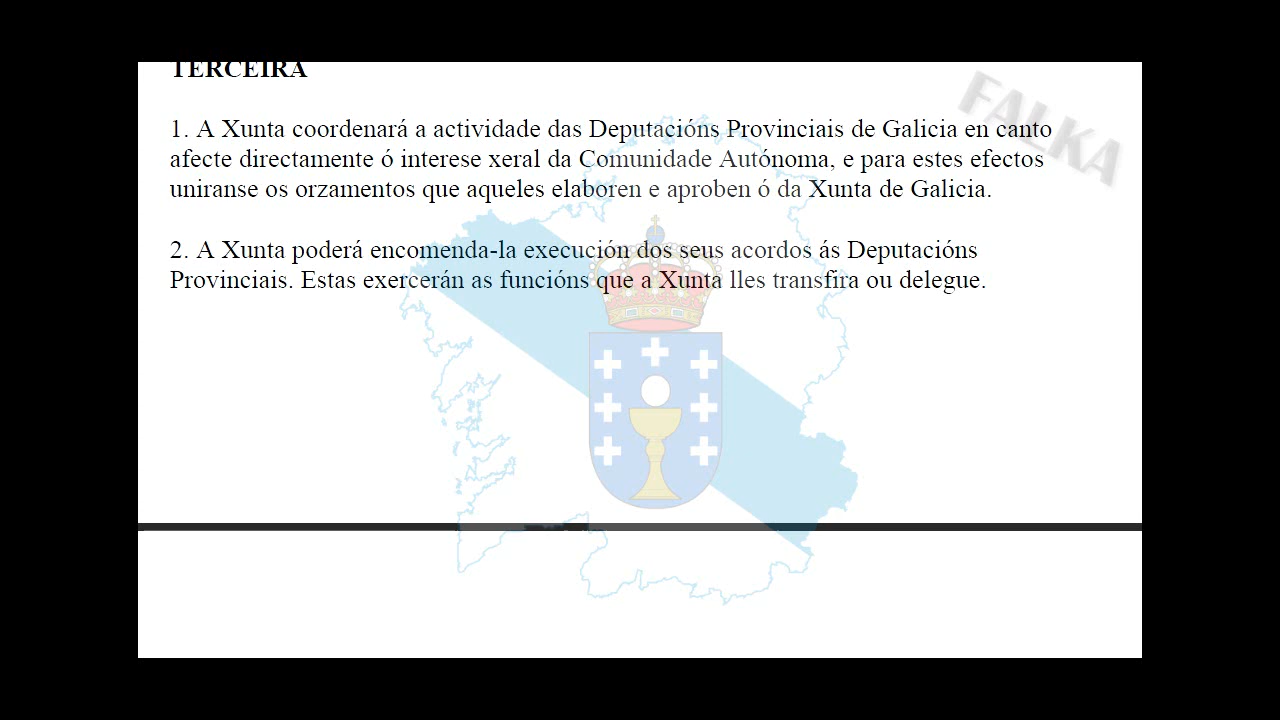 TERCEIRA
FALKA
1. A Xunta coordenará a actividade das Deputacións Provinciais de Galicia en canto
afecte directamente ó interese xeral da Comunidade Autónoma, e para estes efectos
uniranse os orzamentos que aqueles elaboren e aproben ó da Xunta de Galicia.
2. A Xunta poderá encomenda-la execución dos seus acordos ás Deputacións
Provinciais. Estas exercerán as funcións que a Xunta lles transfira ou delegue.